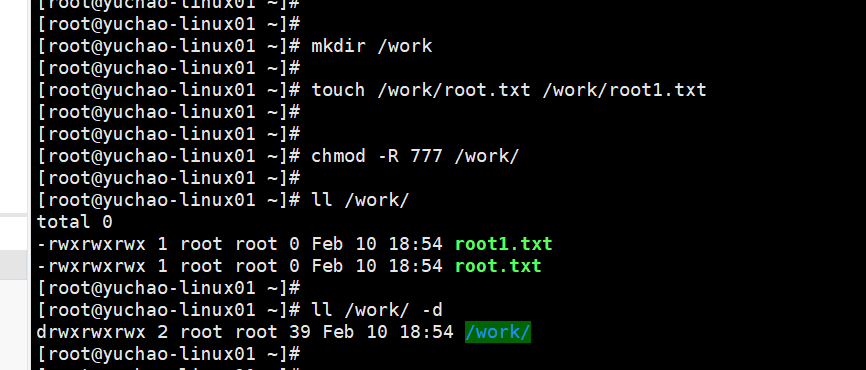 [root@yuchao-linux01 ~]#
[root@yuchao-linux01 ~]#
[root@yuchao-linux01 ~]# mkdir /work
[root@yuchao-linux01 ~]#
[root@yuchao-linux01 ~]# touch /work/root.txt /work/root1.txt
[root@yuchao-linux01 ~]#
[root@yuchao-linux01 ~]#
[root@yuchao-linux01 ~]# chmod -R 777 /work/
[root@yuchao-linux01 ~]#
[root@yuchao-linux01 ~]# ll /work/
total 0
-rwxrwxrwx 1 root root 0 Feb 10 18:54 root1.txt
-rwxrwxrwx 1 root root 0 Feb 10 18:54 root.txt
[root@yuchao-linux01 ~]#
[root@yuchao-linux01 ~]# ll /work/ -d
drwxrwxrwx 2 root root 39 Feb 10 18:54 /work/
[root@yuchao-linux01 ~]#
[root@yuchao-linux01 ~]#